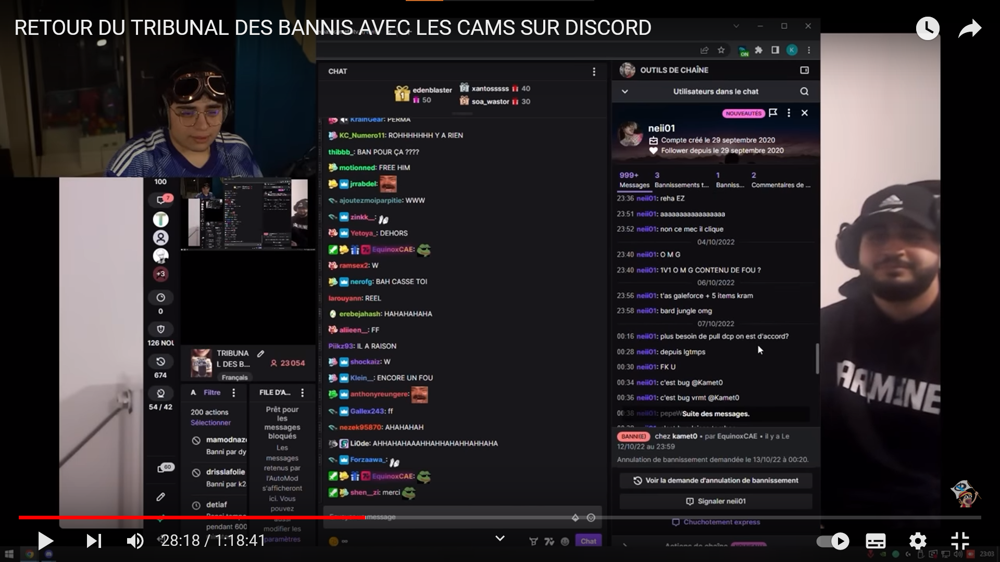 RETOUR DU TRIBUNAL DES BANNIS AVEC LES CAMS SUR DISCORD
ON
K
CHAT
OUTILS DE CHAÎNE
Utilisateurs dans le chat
1
edenblaster
50
xantosssss 40
soa_wastor 30
KrainGear: PERMA
KC_Numero11: ROHHHHHHH Y A RIEN
thibbb_: BAN POUR ÇA ????
motionned: FREE HIM
jrrabdel:
ajoutezmoiparpitie: WWW
zinkk__:
Yetoya_: DEHORS
EquinoxCAE:
ramsex2: W
nerofg: BAH CASSE TOI
larouyann: REEL
erebejahash: HAHAHAHAHA
aliieen__: FF
Piikz93: IL A RAISON
shockaiz: W
Klein__: ENCORE UN FOU
anthonyreungere:
Gallex243: ff
nezek95870: AHAHAHAH
Li0de: AHHAHAHAAAHHAHHAHAHHAHHAHA
Forzaawa_:
EquinoxCAE:
shen__zi: merci
message
Chat
NOUVEAUTÉS
neii01
Compte créé le 29 septembre 2020
Follower depuis le 29 septembre 2020
999+ 3 1 2
Messages Bannissements t... Banniss... Commentaires de ...
23:36 neii01: reha EZ
23:51 neii01: aaaaaaaaaaaaaaaaa
23:52 neii01: non ce mec il clique
04/10/2022
23:40 neii01: O M G
23:40 neii01: 1V1 O M G CONTENU DE FOU ?
06/10/2022
23:56 neii01: t'as galeforce + 5 items kram
23:58 neii01: bard jungle omg
07/10/2022
00:16 neii01: plus besoin de pull dcp on est d'accord?
00:28 neii01: depuis lgtmps
00:30 neii01: FK U
00:34 neii01: c'est bug @Kamet0
00:36 neii01: c'est bug vrmt @Kamet0
00:38 neii01: pepeW Suite des messages.
BANNI(E) chez kamet0 • par EquinoxCAE • il y a Le
12/10/22 au 23:59
Annulation de bannissement demandée le 13/10/22 à 00:20.
Voir la demande d'annulation de bannissement
Signaler neii01
Chuchotement express
Actions de chaîne
100
7
T
+3
0
126 NOU
674
54 / 42
60
TRIBUNA
L DES B...
23 054
Français
A Filtre
FILE D'A...
200 actions
Sélectionner
mamodnaz
Banni par dy
drisslafolie
Banni par k2
detiaf
pendant 600
Prêt pour
les
messages
bloqués
Les
messages
retenus par
l'AutoMod
s'afficheront
ici. Vous
pouvez
aussi
modifier les
paramètres
28:18 / 1:18:41
23:03